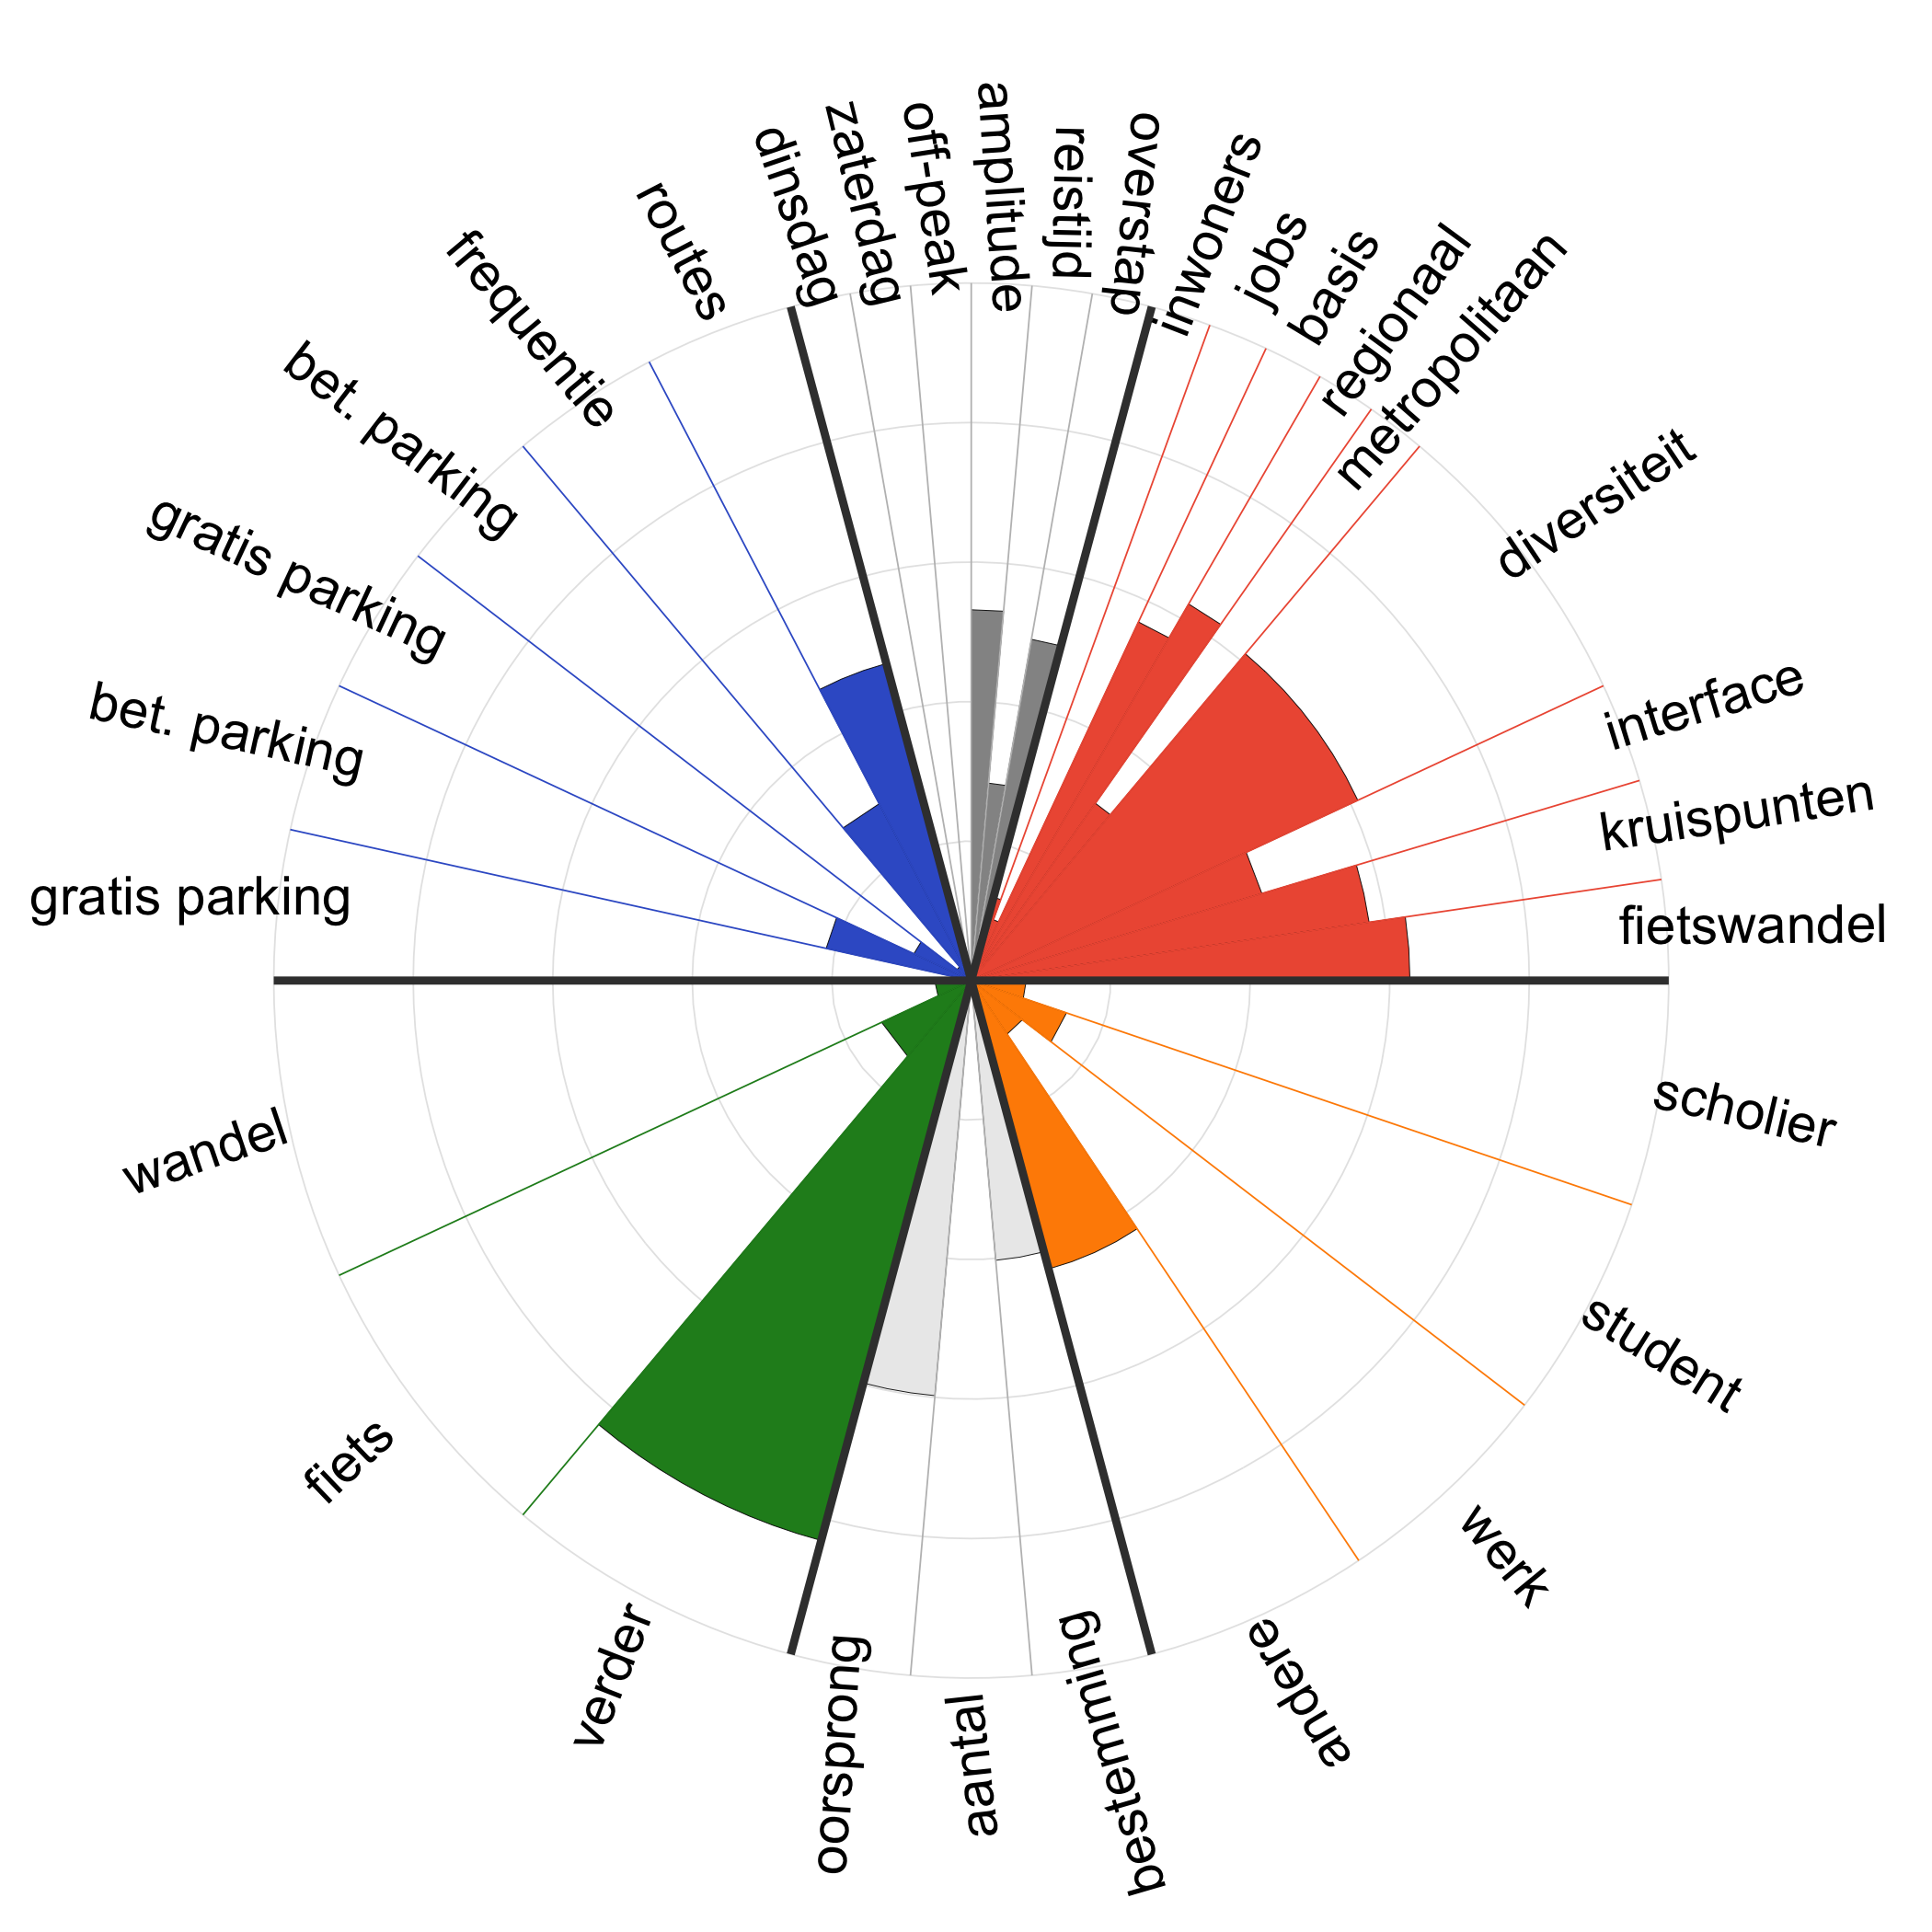 dinsdag
zaterdag
off-peak
amplitude
reistijd
overstap
inwoners
jobs
basis
regionaal
metropolitaan
diversiteit
interface
kruispunten
fietswandel
scholier
student
werk
andere
bestemming
aantal
oorsprong
verder
fiets
wandel
gratis parking
bet. parking
gratis parking
bet. parking
frequentie
routes